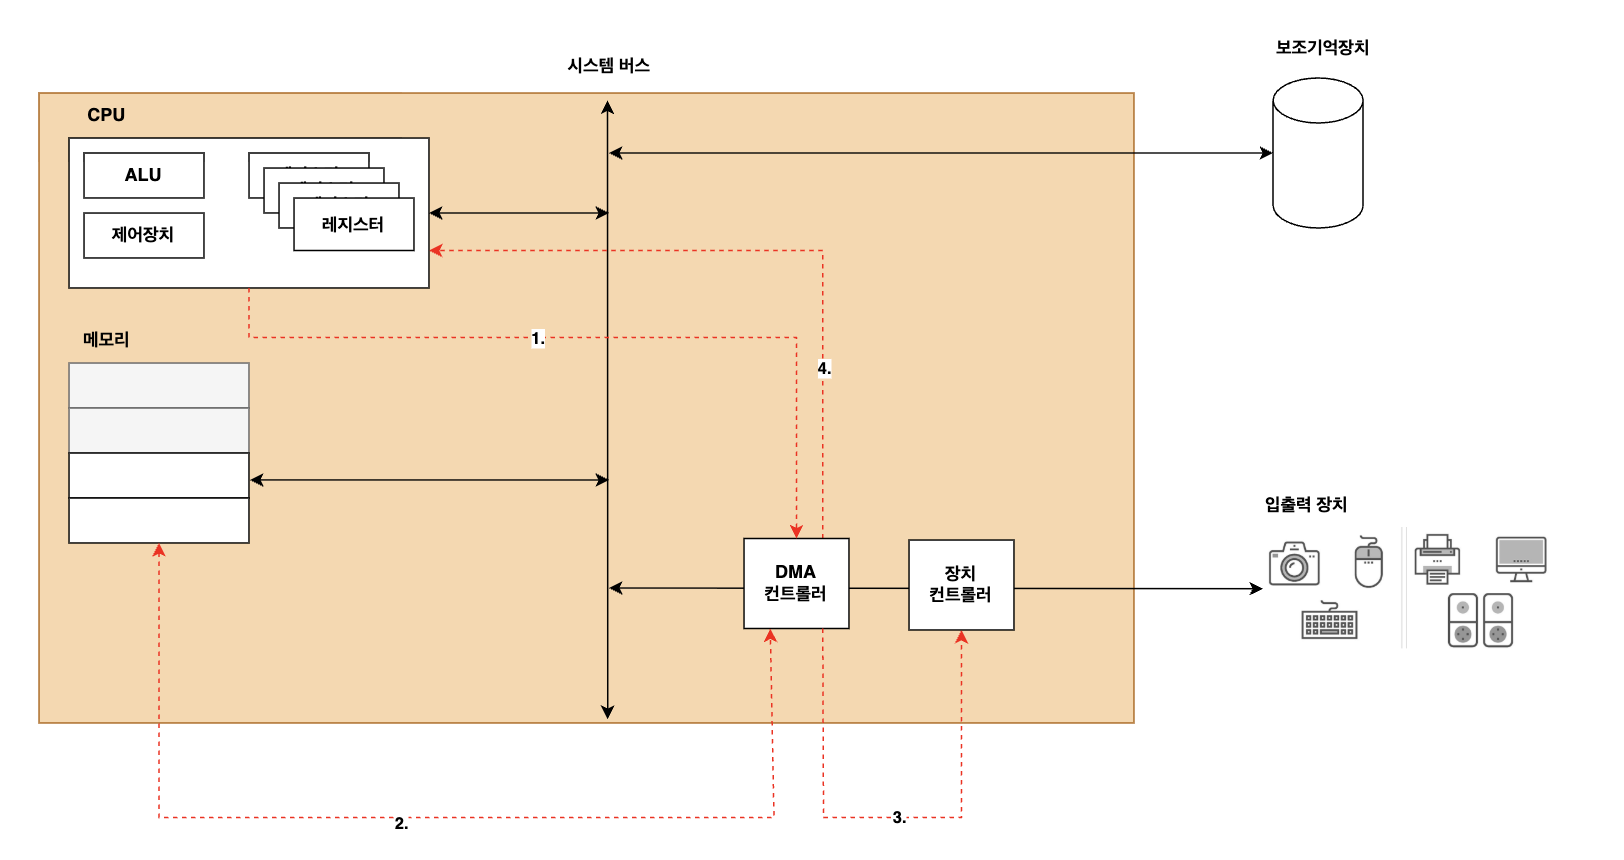 보조기억장치
시스템 버스
CPU
ALU
제어장치
레지스터
메모리
1.
4.
입출력 장치
DMA
컨트롤러
장치
컨트롤러
2.
3.